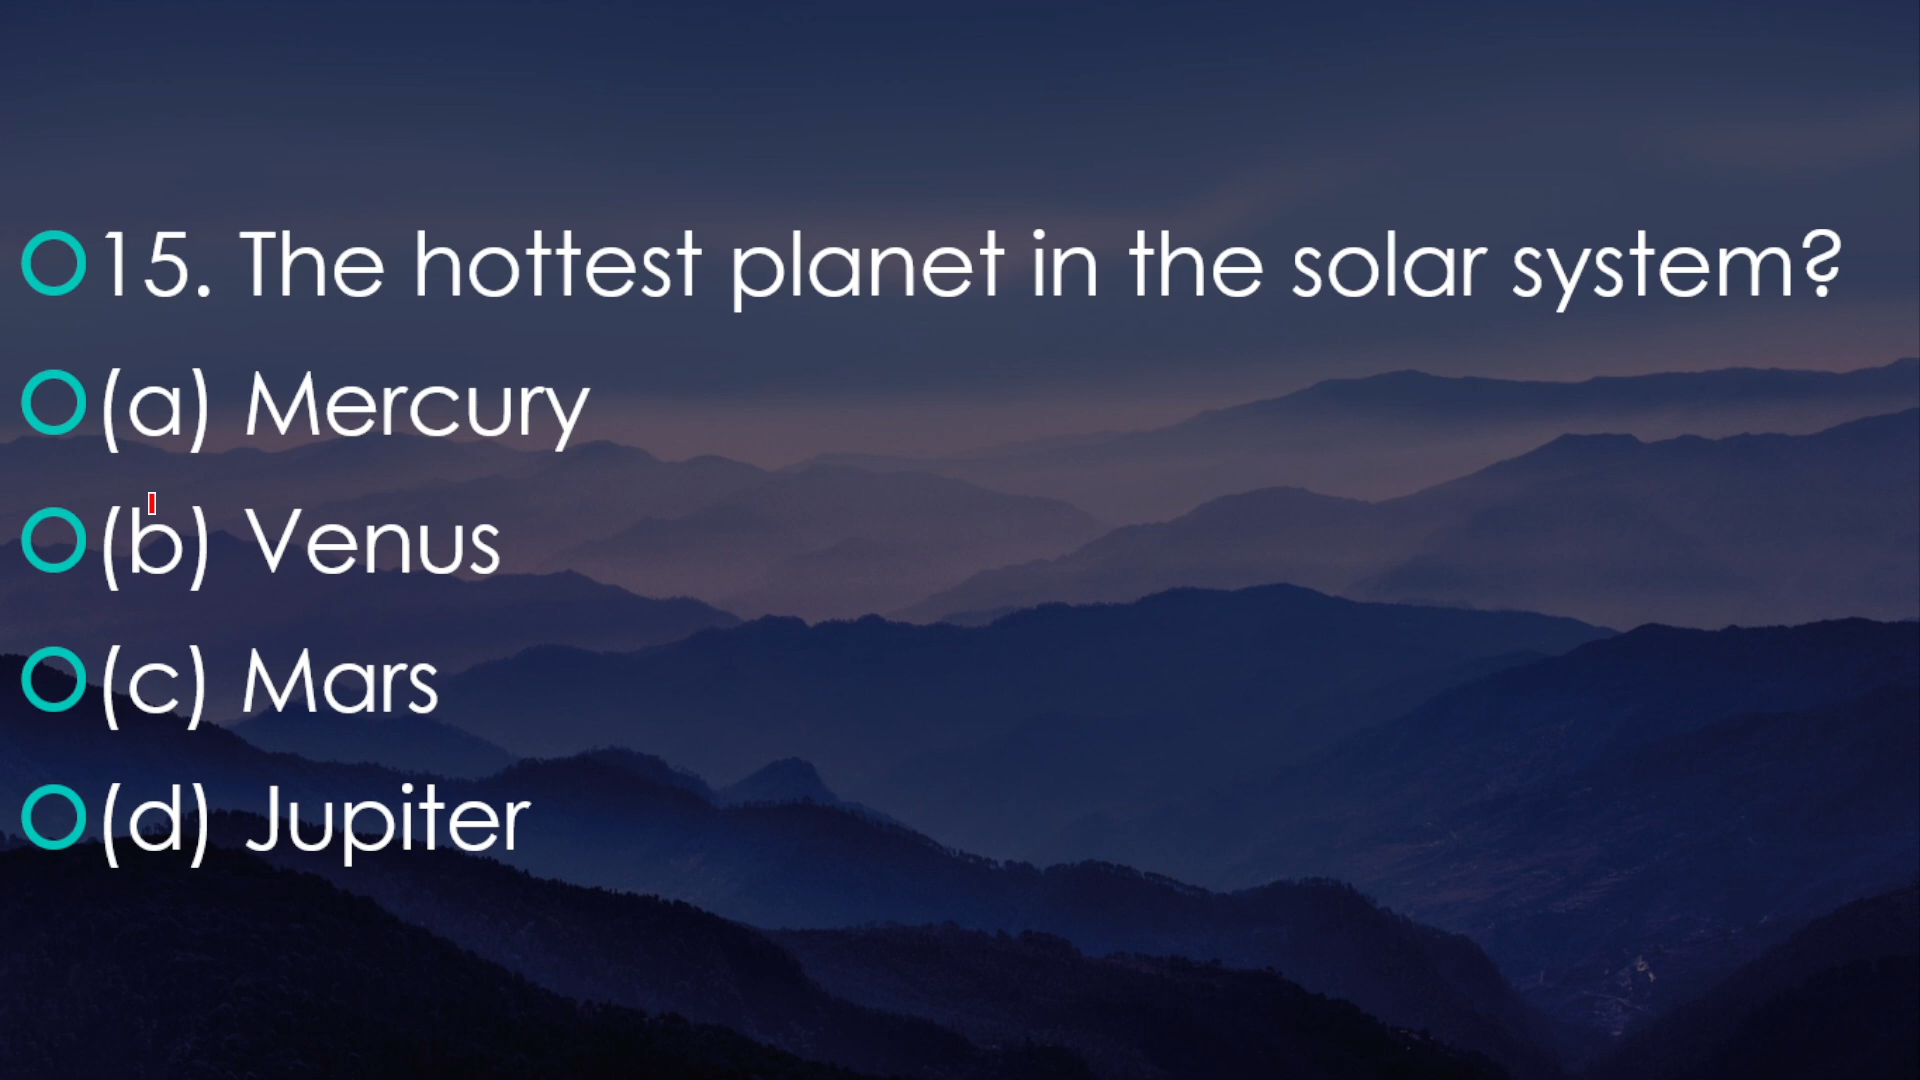 15. The hottest planet in the solar system?
(a) Mercury
(b) Venus
(c) Mars
(d) Jupiter